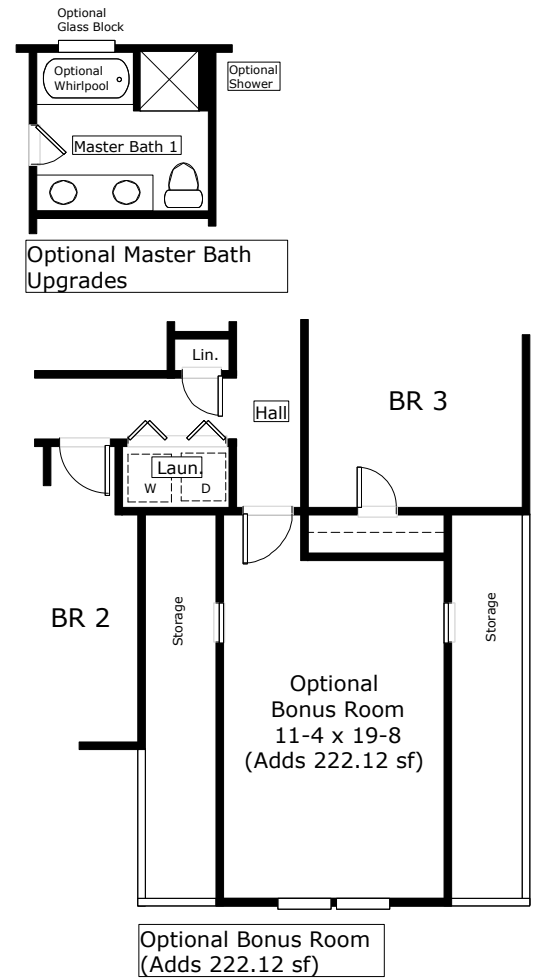 Optional
Glass Block
Optional
Whirlpool
Optional
Shower
Master Bath 1
Optional Master Bath
Upgrades
Lin.
Hall
BR 3
Laun.
W
D
BR 2
Storage
Storage
Optional
Bonus Room
11-4 x 19-8
(Adds 222.12 sf)
Optional Bonus Room
(Adds 222.12 sf)